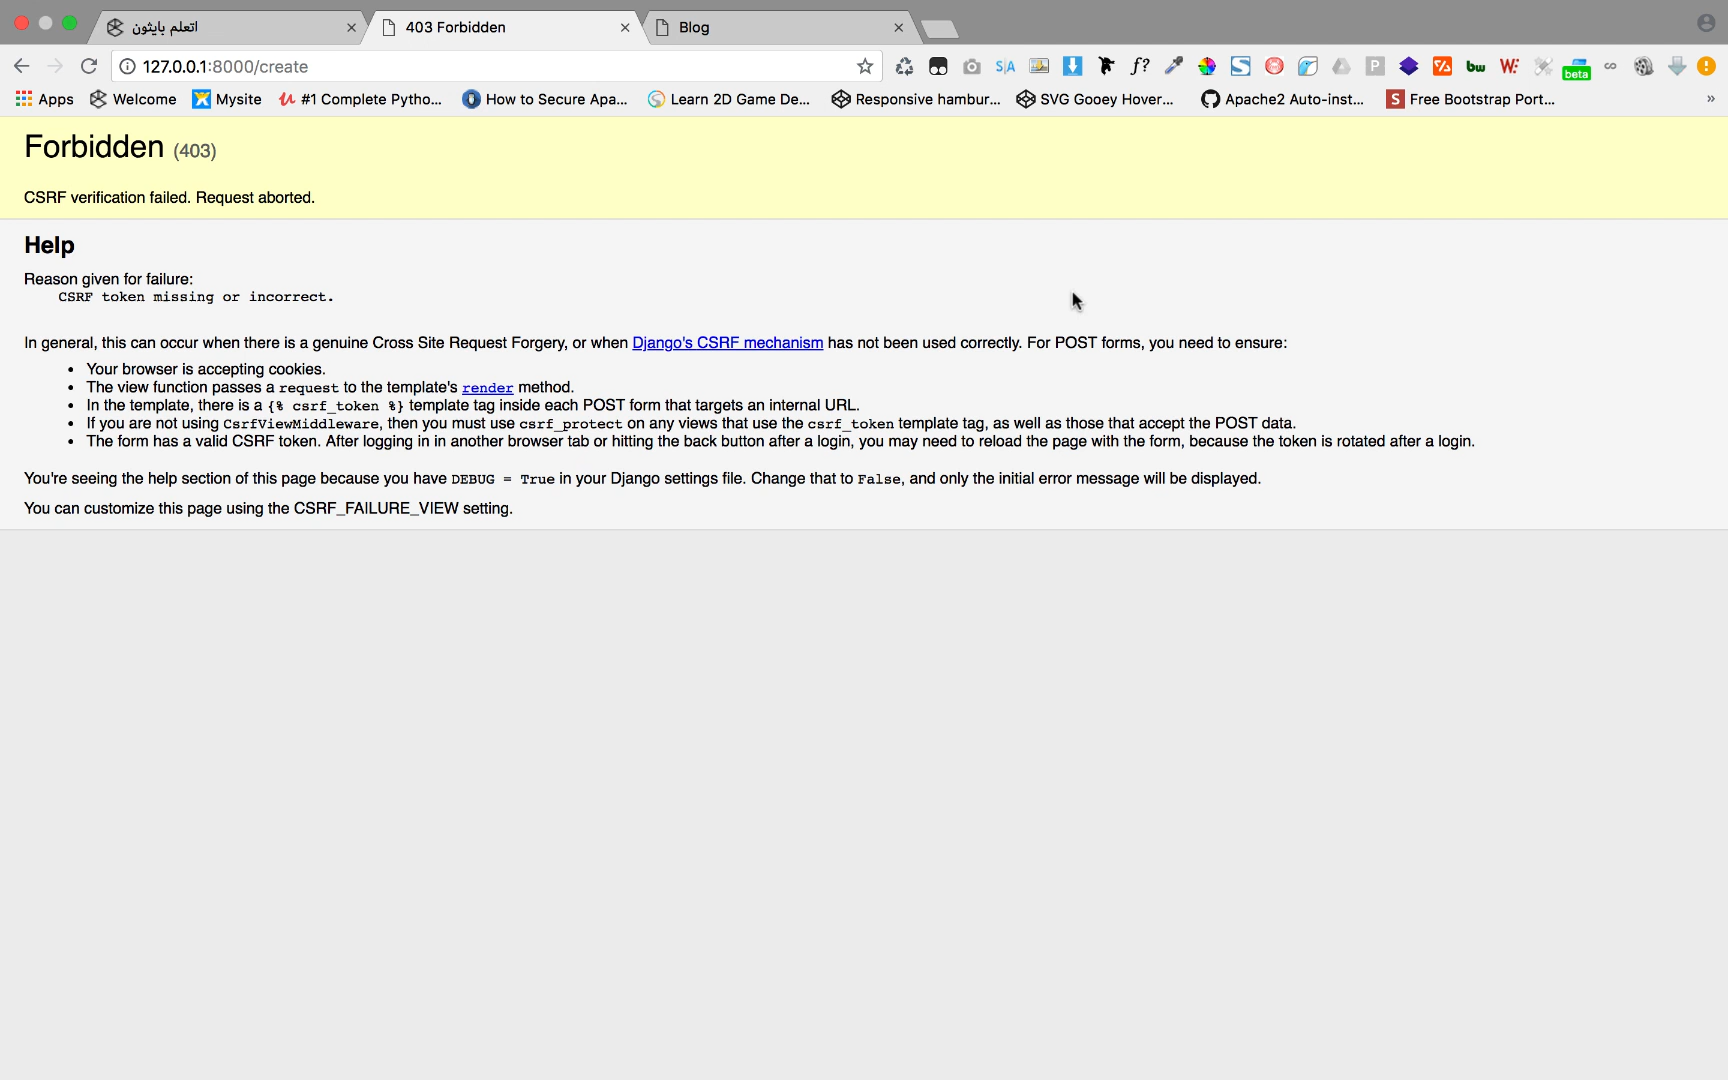 اتعلم بايثون
403 Forbidden
Blog
127.0.0.1:8000/create
S|A
f?
P
bw
W:
beta
Apps
Welcome
Mysite
#1 Complete Pytho...
How to Secure Apa...
Learn 2D Game De...
Responsive hambur...
SVG Gooey Hover...
Apache2 Auto-inst...
S Free Bootstrap Port...
»
Forbidden (403)
CSRF verification failed. Request aborted.
Help
Reason given for failure:
CSRF token missing or incorrect.
In general, this can occur when there is a genuine Cross Site Request Forgery, or when Django's CSRF mechanism has not been used correctly. For POST forms, you need to ensure:
• Your browser is accepting cookies.
• The view function passes a request to the template's render method.
• In the template, there is a {% csrf_token %} template tag inside each POST form that targets an internal URL.
• If you are not using CsrfViewMiddleware, then you must use csrf_protect on any views that use the csrf_token template tag, as well as those that accept the POST data.
• The form has a valid CSRF token. After logging in in another browser tab or hitting the back button after a login, you may need to reload the page with the form, because the token is rotated after a login.
You're seeing the help section of this page because you have DEBUG = True in your Django settings file. Change that to False, and only the initial error message will be displayed.
You can customize this page using the CSRF_FAILURE_VIEW setting.